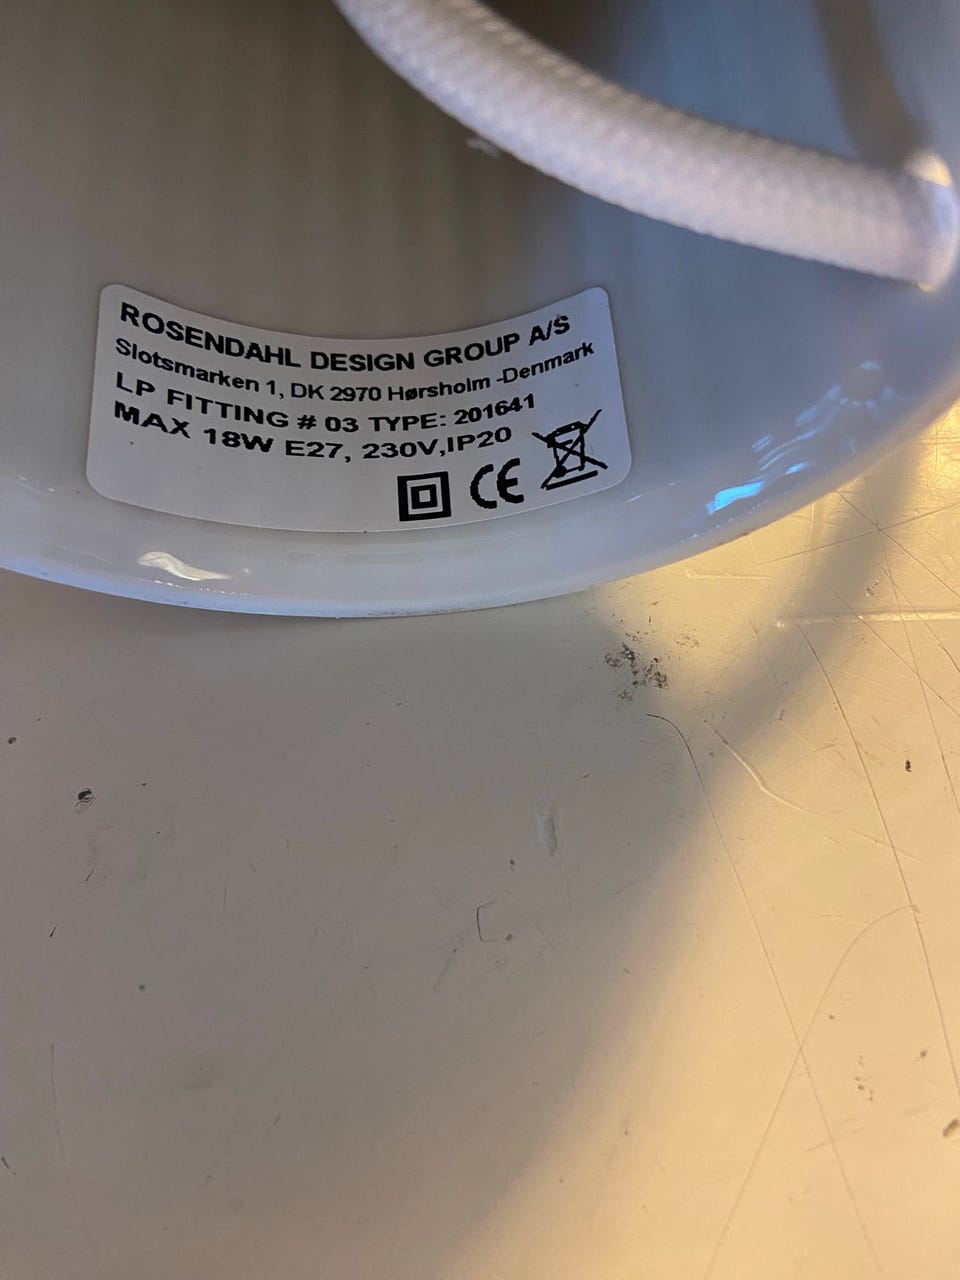 ROSENDAHL DESIGN GROUP A/S
Slotsmarken 1, DK 2970 Hørsholm -Denmark
LP FITTING # 03 TYPE: 201641
MAX 18W E27, 230V,IP20
CE